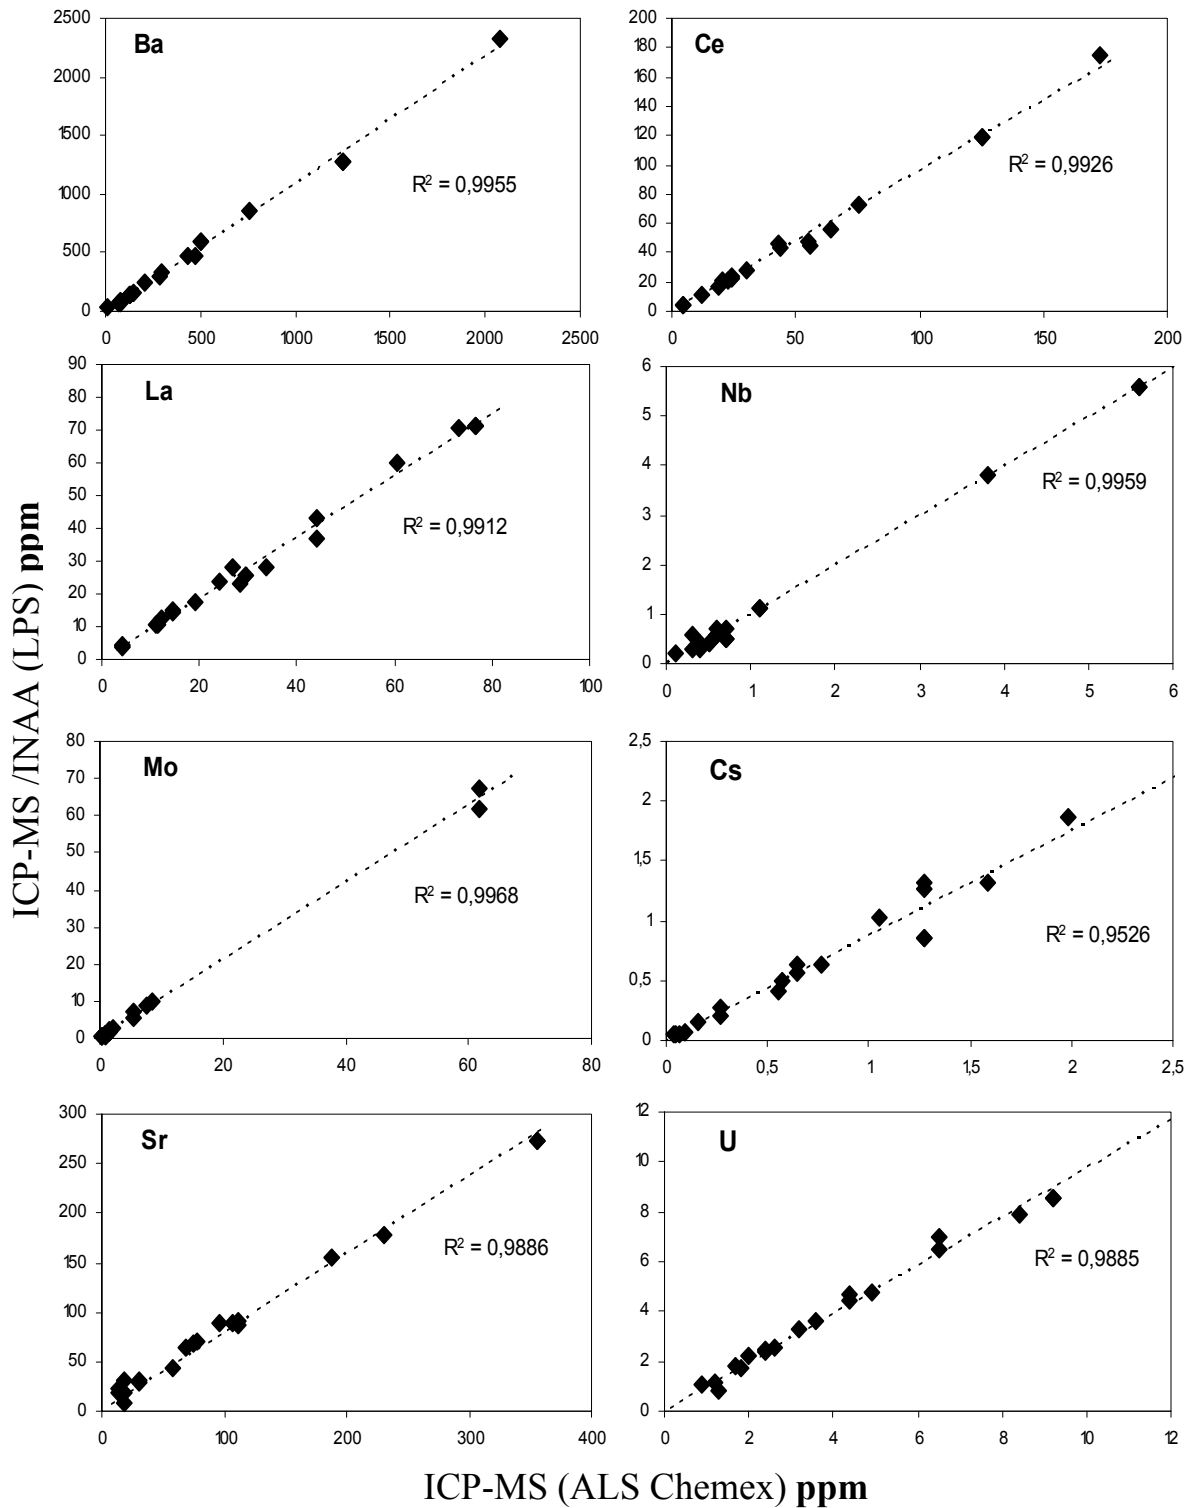 Ba
2500
2000
1500
1000
500
0
R² = 0,9955
0 500 1000 1500 2000 2500
Ce
200
180
160
140
120
100
80
60
40
20
0
R² = 0,9926
0 50 100 150 200
La
90
80
70
60
50
40
30
20
10
0
R² = 0,9912
0 20 40 60 80 100
Nb
6
5
4
3
2
1
0
R² = 0,9959
0 1 2 3 4 5 6
Mo
80
70
60
50
40
30
20
10
0
R² = 0,9968
0 20 40 60 80
Cs
2,5
2
1,5
1
0,5
0
R² = 0,9526
0 0,5 1 1,5 2 2,5
Sr
300
250
200
150
100
50
0
R² = 0,9886
0 100 200 300 400
U
12
10
8
6
4
2
0
R² = 0,9885
0 2 4 6 8 10 12
ICP-MS /INAA (LPS) ppm
ICP-MS (ALS Chemex) ppm